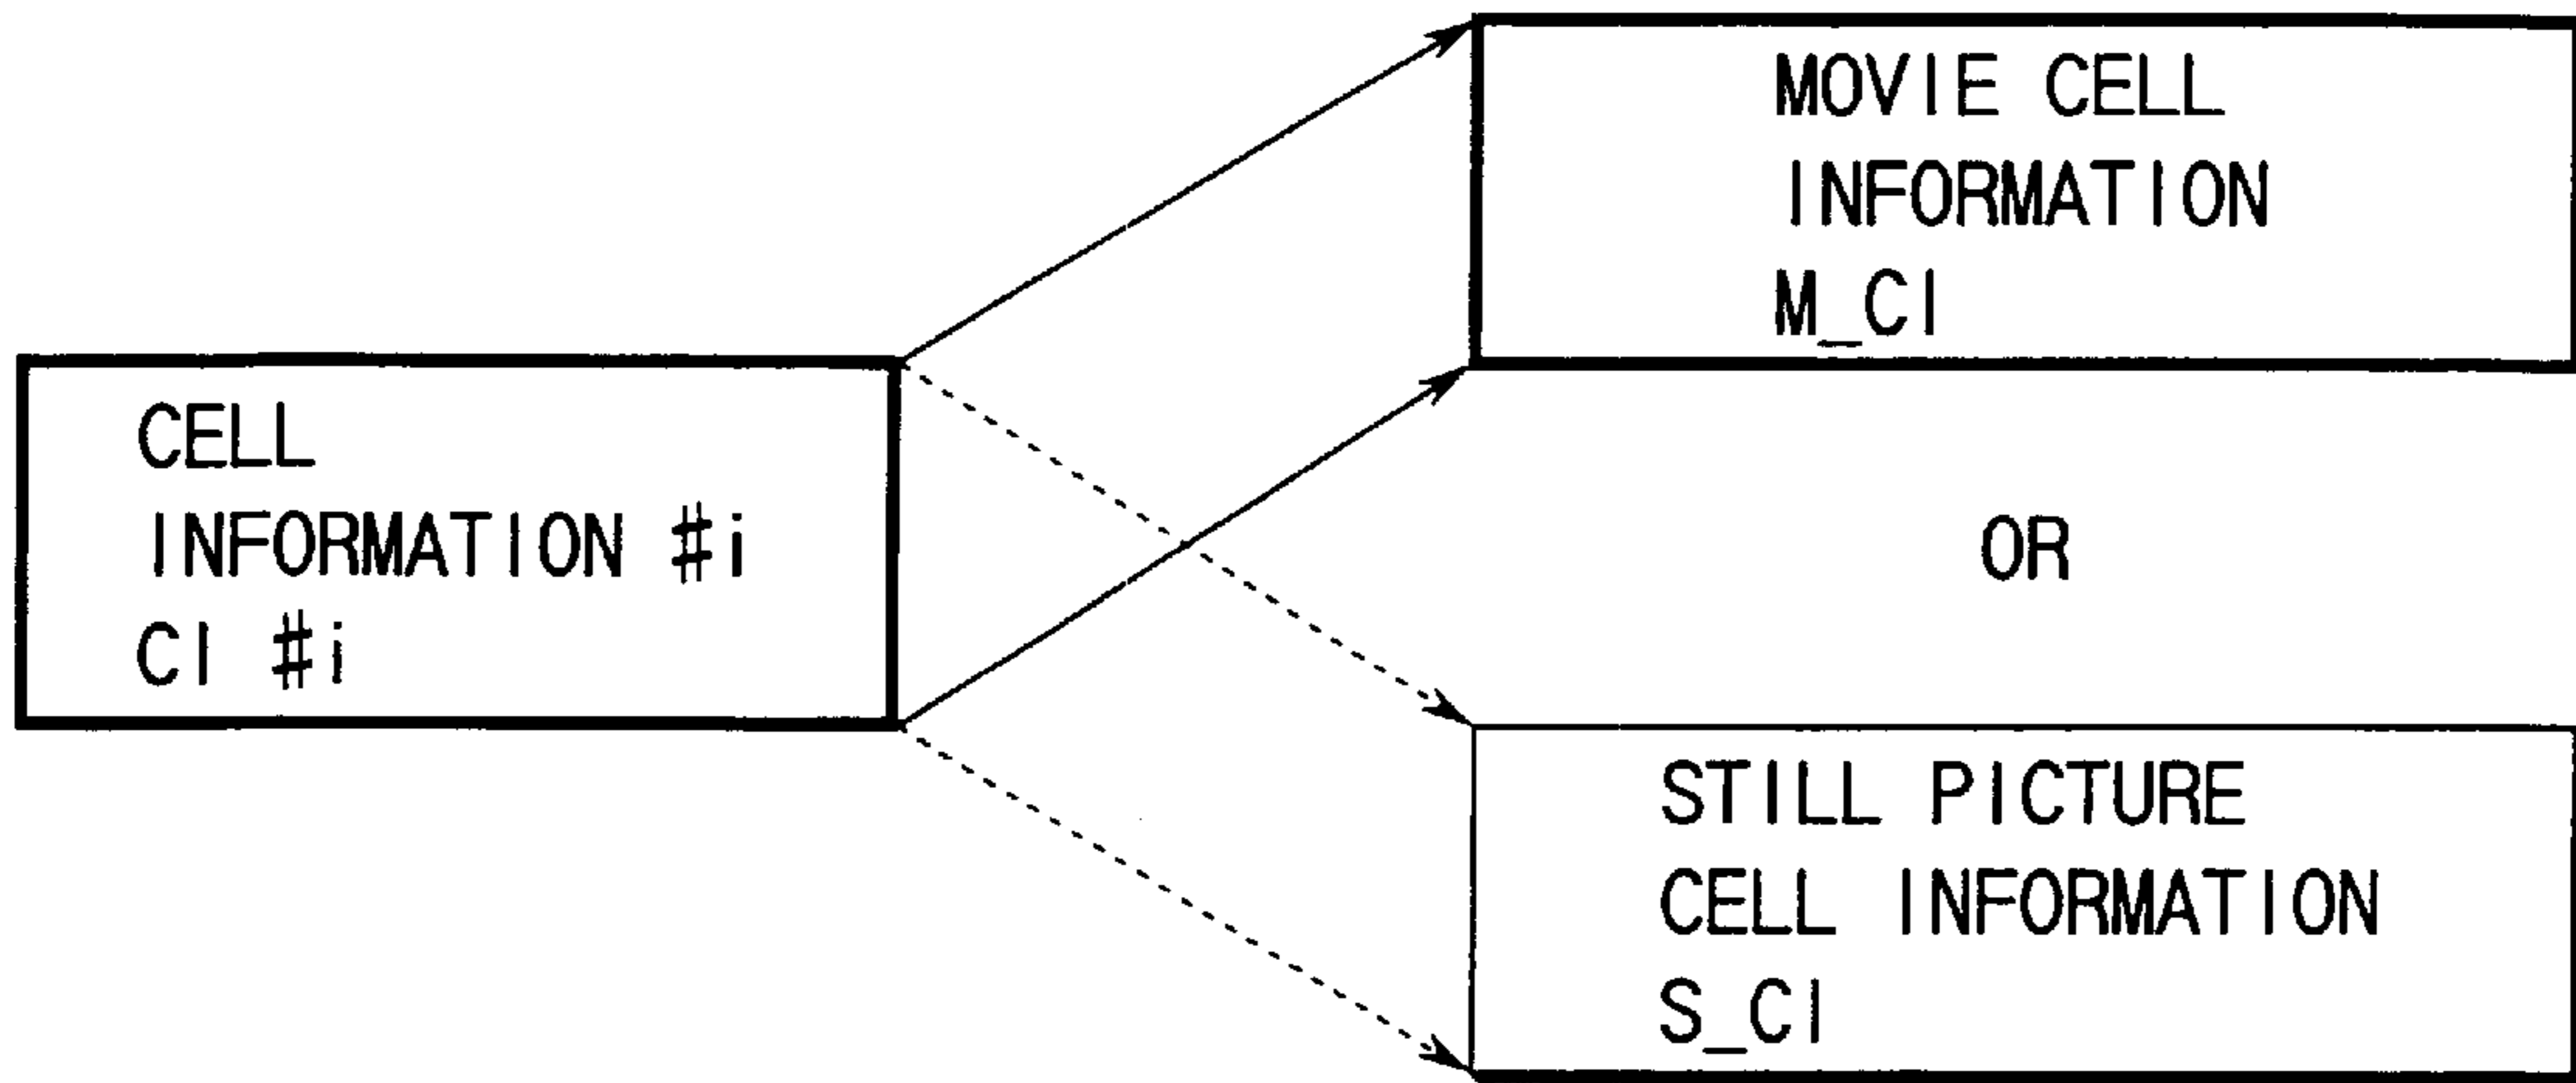 MOVIE CELL
INFORMATION
M_CI
CELL
INFORMATION #i
CI #i
OR
STILL PICTURE
CELL INFORMATION
S_CI